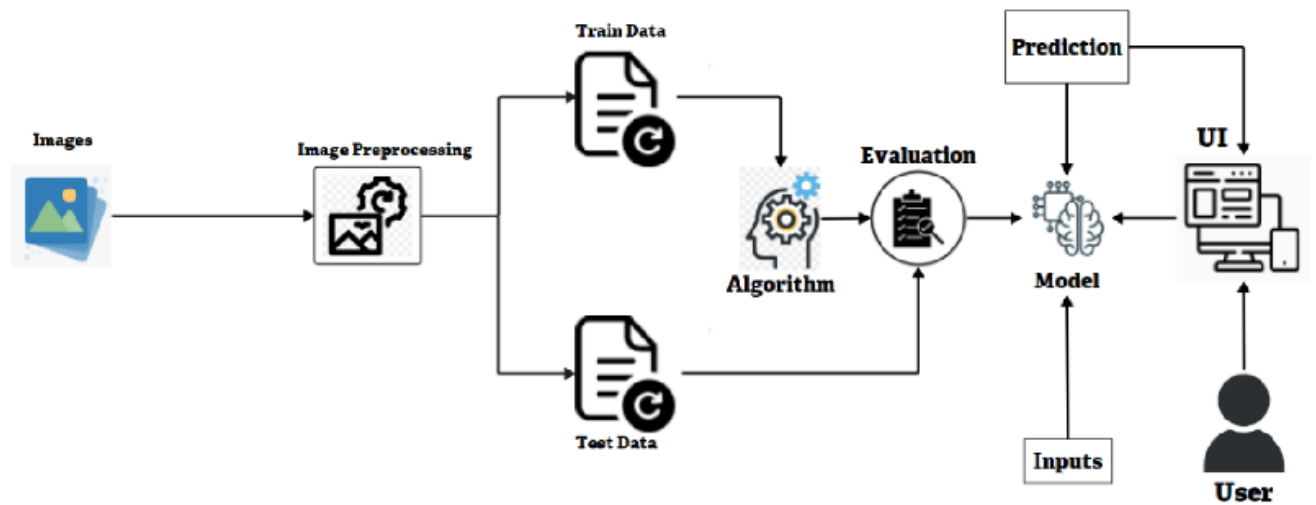 Train Data
Prediction
Images
Image Preprocessing
Evaluation
UI
Algorithm
Model
Test Data
Inputs
User